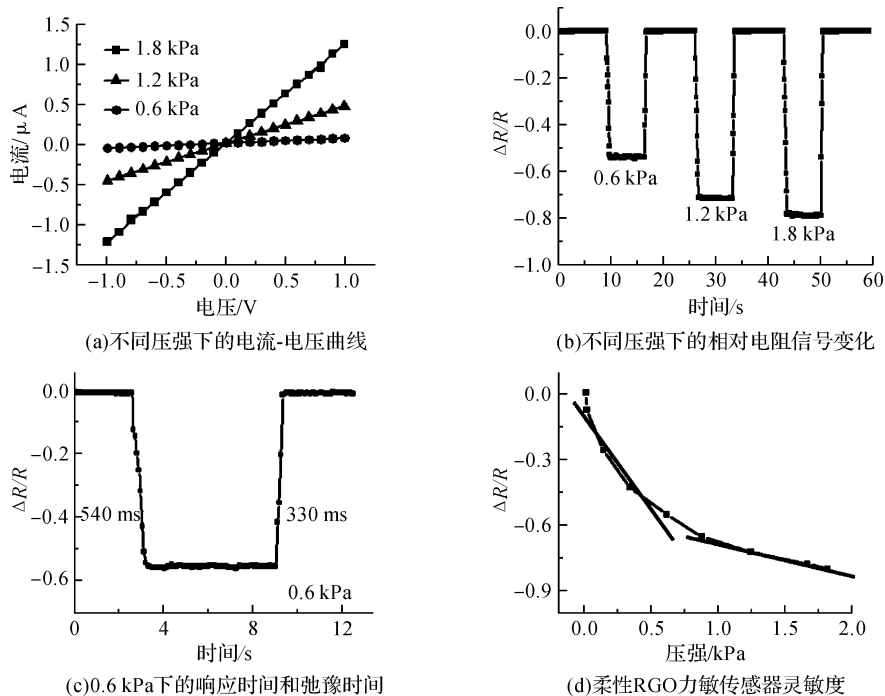 1.5
1.0
0.5
0.0
−0.5
−1.0
−1.5
电流/μA
1.8 kPa
1.2 kPa
0.6 kPa
−1.0 −0.5 0.0 0.5 1.0
电压/V
(a)不同压强下的电流-电压曲线
0.0
−0.2
−0.4
−0.6
−0.8
−1.0
ΔR/R
0.6 kPa
1.2 kPa
1.8 kPa
0 10 20 30 40 50 60
时间/s
(b)不同压强下的相对电阻信号变化
0.0
−0.2
−0.4
−0.6
ΔR/R
540 ms
330 ms
0.6 kPa
0 4 8 12
时间/s
(c)0.6 kPa下的响应时间和弛豫时间
0.0
−0.3
−0.6
−0.9
ΔR/R
0.0 0.5 1.0 1.5 2.0
压强/kPa
(d)柔性RGO力敏传感器灵敏度